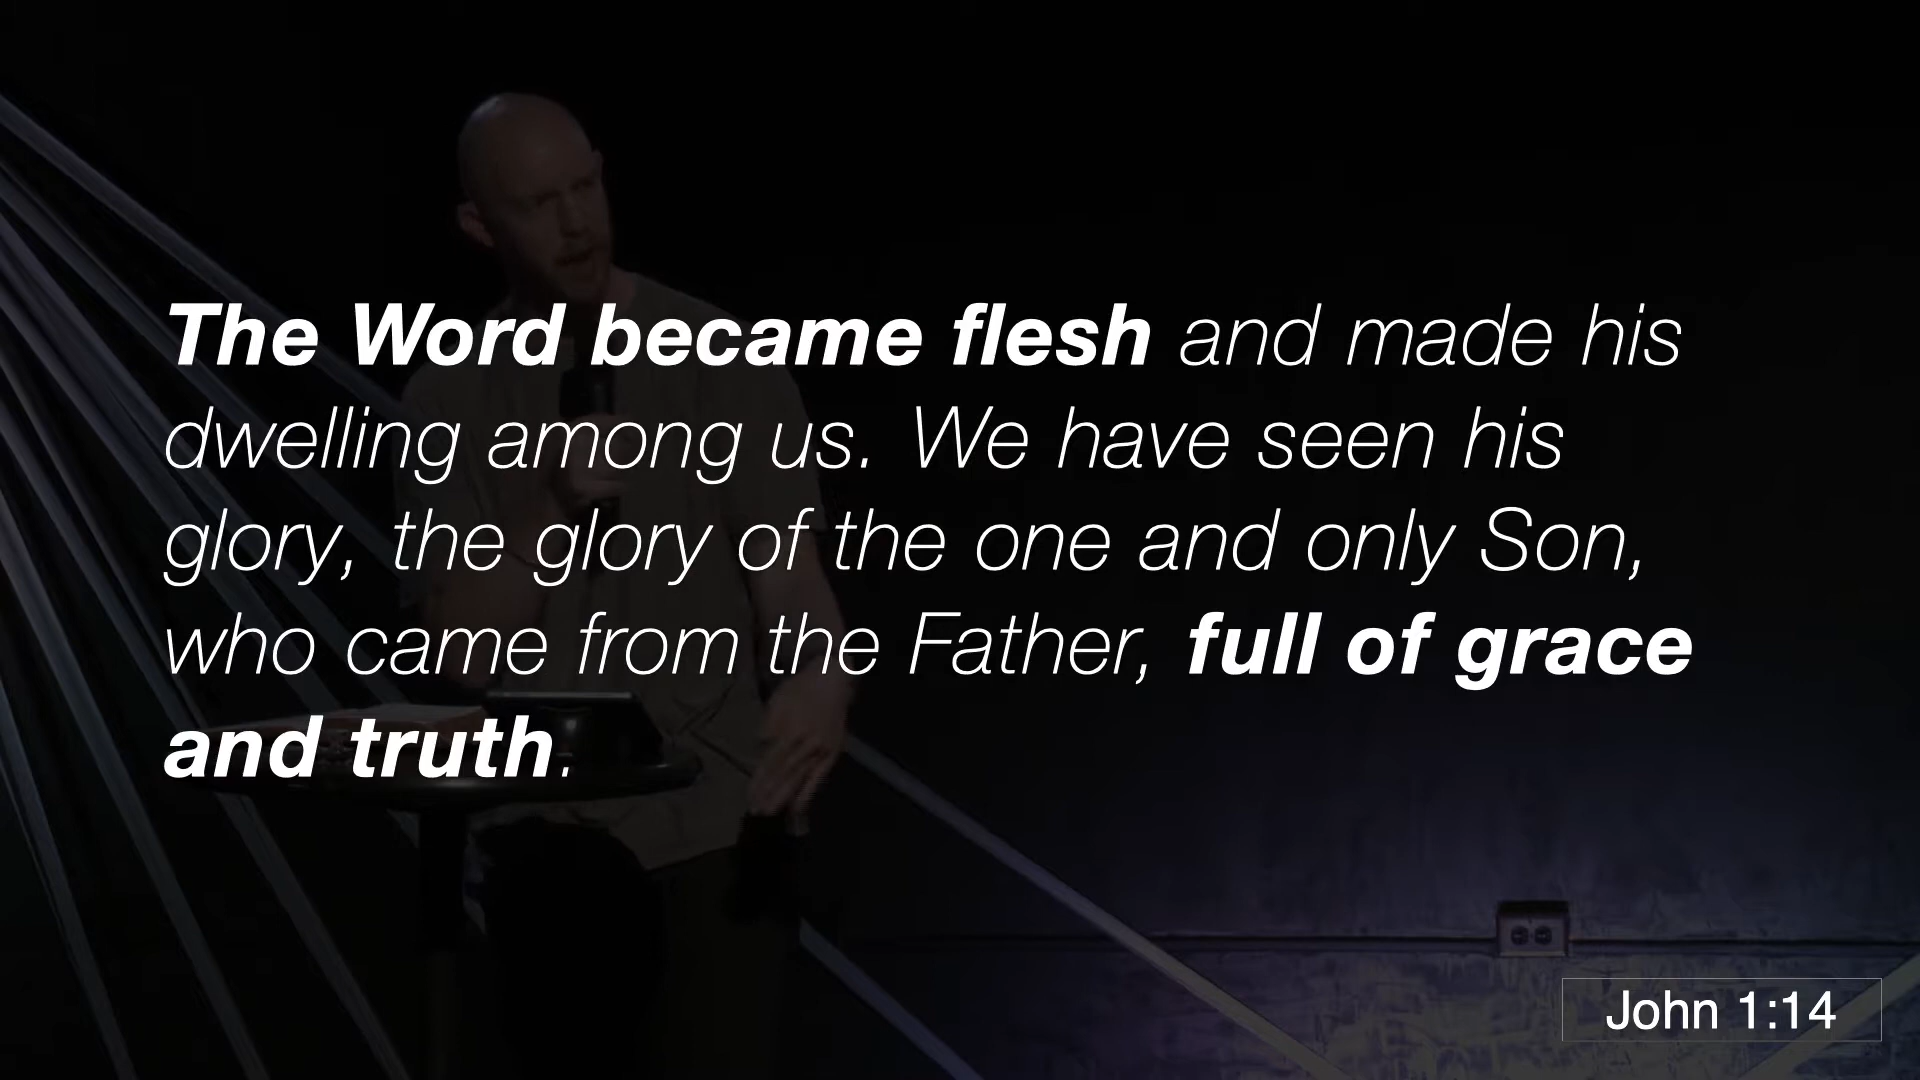 The Word became flesh and made his
dwelling among us. We have seen his
glory, the glory of the one and only Son,
who came from the Father, full of grace
and truth.
John 1:14